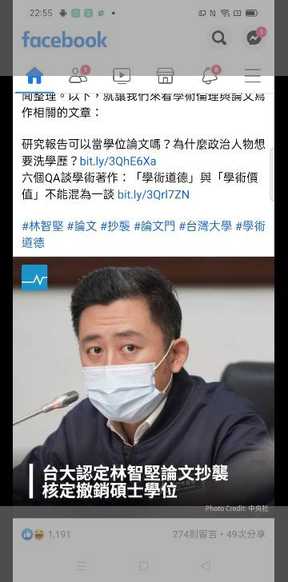 22:55
facebook
聞整理。以下，就讓我們來看學術倫理與論文寫
作相關的文章：
研究報告可以當學位論文嗎？為什麼政治人物想
要洗學歷？bit.ly/3QhE6Xa
六個QA談學術著作：「學術道德」與「學術價
值」不能混為一談 bit.ly/3QrI7ZN
#林智堅 #論文 #抄襲 #論文門 #台灣大學 #學術
道德
台大認定林智堅論文抄襲
核定撤銷碩士學位
Photo Credit: 中央社
1,191
274則留言・49次分享